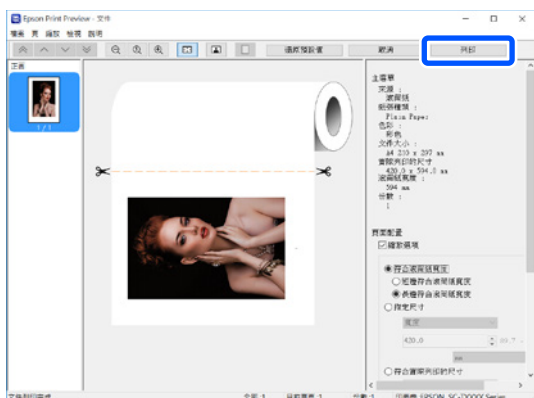 Epson Print Preview - 文件
檔案 頁 縮放 檢視 說明
還原預設值 取消 列印
正面
1 / 1
主選單
來源 :
滾筒紙
紙張種類 :
Plain Paper
色彩 :
彩色
文件大小 :
A4 210 x 297 mm
實際列印的尺寸
420.0 x 594.0 mm
滾筒紙寬度 :
594 mm
份數 :
1
頁面配置
縮放選項
符合滾筒紙寬度
短邊符合滾筒紙寬度
長邊符合滾筒紙寬度
指定尺寸
寬度
420.0
mm
符合實際列印的尺寸